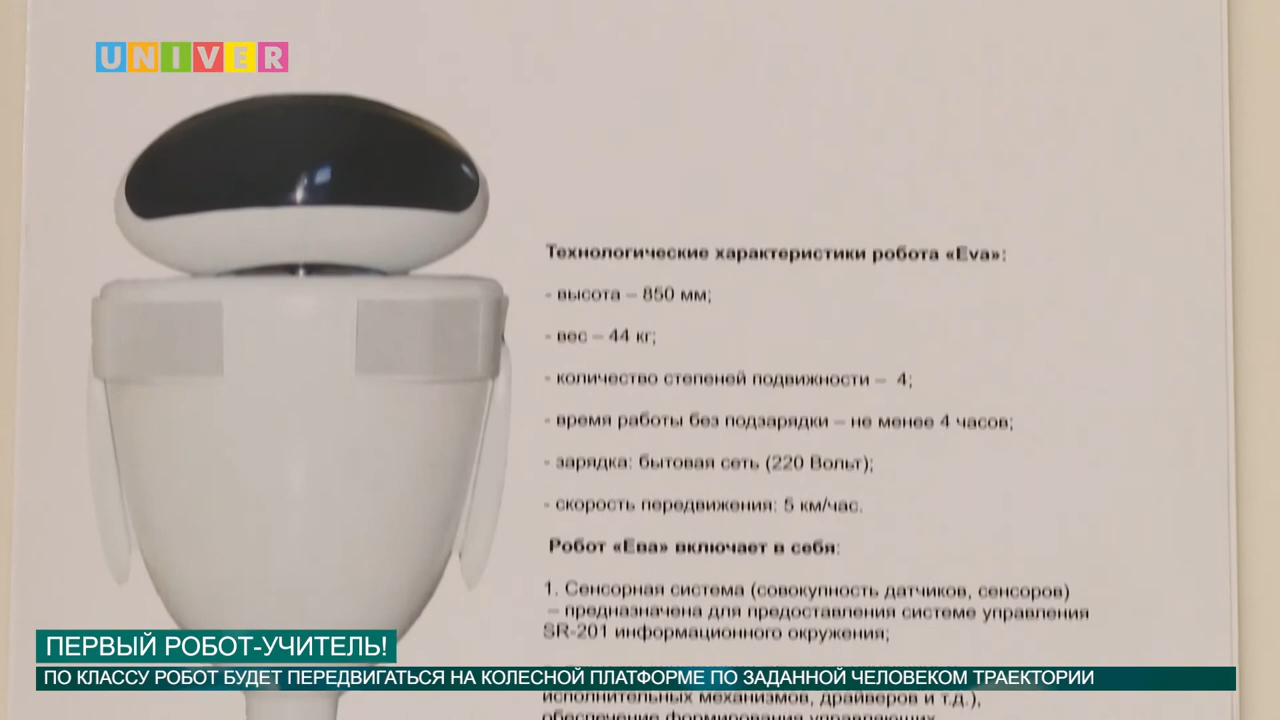 UNIVER
Технологические характеристики робота «Eva»:
- высота – 850 мм;
- вес – 44 кг;
- количество степеней подвижности – 4;
- время работы без подзарядки – не менее 4 часов;
- зарядка: бытовая сеть (220 Вольт);
- скорость передвижения: 5 км/час.
Робот «Ева» включает в себя:
1. Сенсорная система (совокупность датчиков, сенсоров)
– предназначена для предоставления системе управления
SR-201 информационного окружения;
ПЕРВЫЙ РОБОТ-УЧИТЕЛЬ!
ПО КЛАССУ РОБОТ БУДЕТ ПЕРЕДВИГАТЬСЯ НА КОЛЕСНОЙ ПЛАТФОРМЕ ПО ЗАДАННОЙ ЧЕЛОВЕКОМ ТРАЕКТОРИИ
исполнительных механизмов, драйверов и т.д.),
обеспечение формирования управляющих